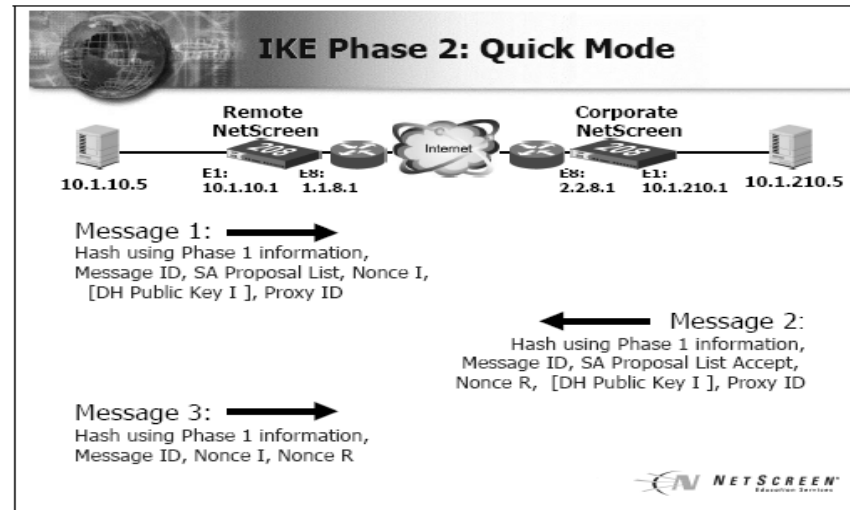 IKE Phase 2: Quick Mode
Remote
NetScreen
Corporate
NetScreen
208
Internet
208
10.1.10.5
E1:
10.1.10.1
E8:
1.1.8.1
E8:
2.2.8.1
E1:
10.1.210.1
10.1.210.5
Message 1:
Hash using Phase 1 information,
Message ID, SA Proposal List, Nonce I,
[DH Public Key I ], Proxy ID
Message 2:
Hash using Phase 1 information,
Message ID, SA Proposal List Accept,
Nonce R, [DH Public Key I ], Proxy ID
Message 3:
Hash using Phase 1 information,
Message ID, Nonce I, Nonce R
N NETSCREEN
Education Services